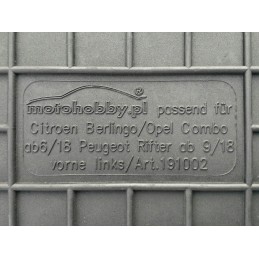 motohobby.pl® passend für
Citroen Berlingo/Opel Combo
ab6/18 Peugeot Rifter ab 9/18
vorne links/Art.191002